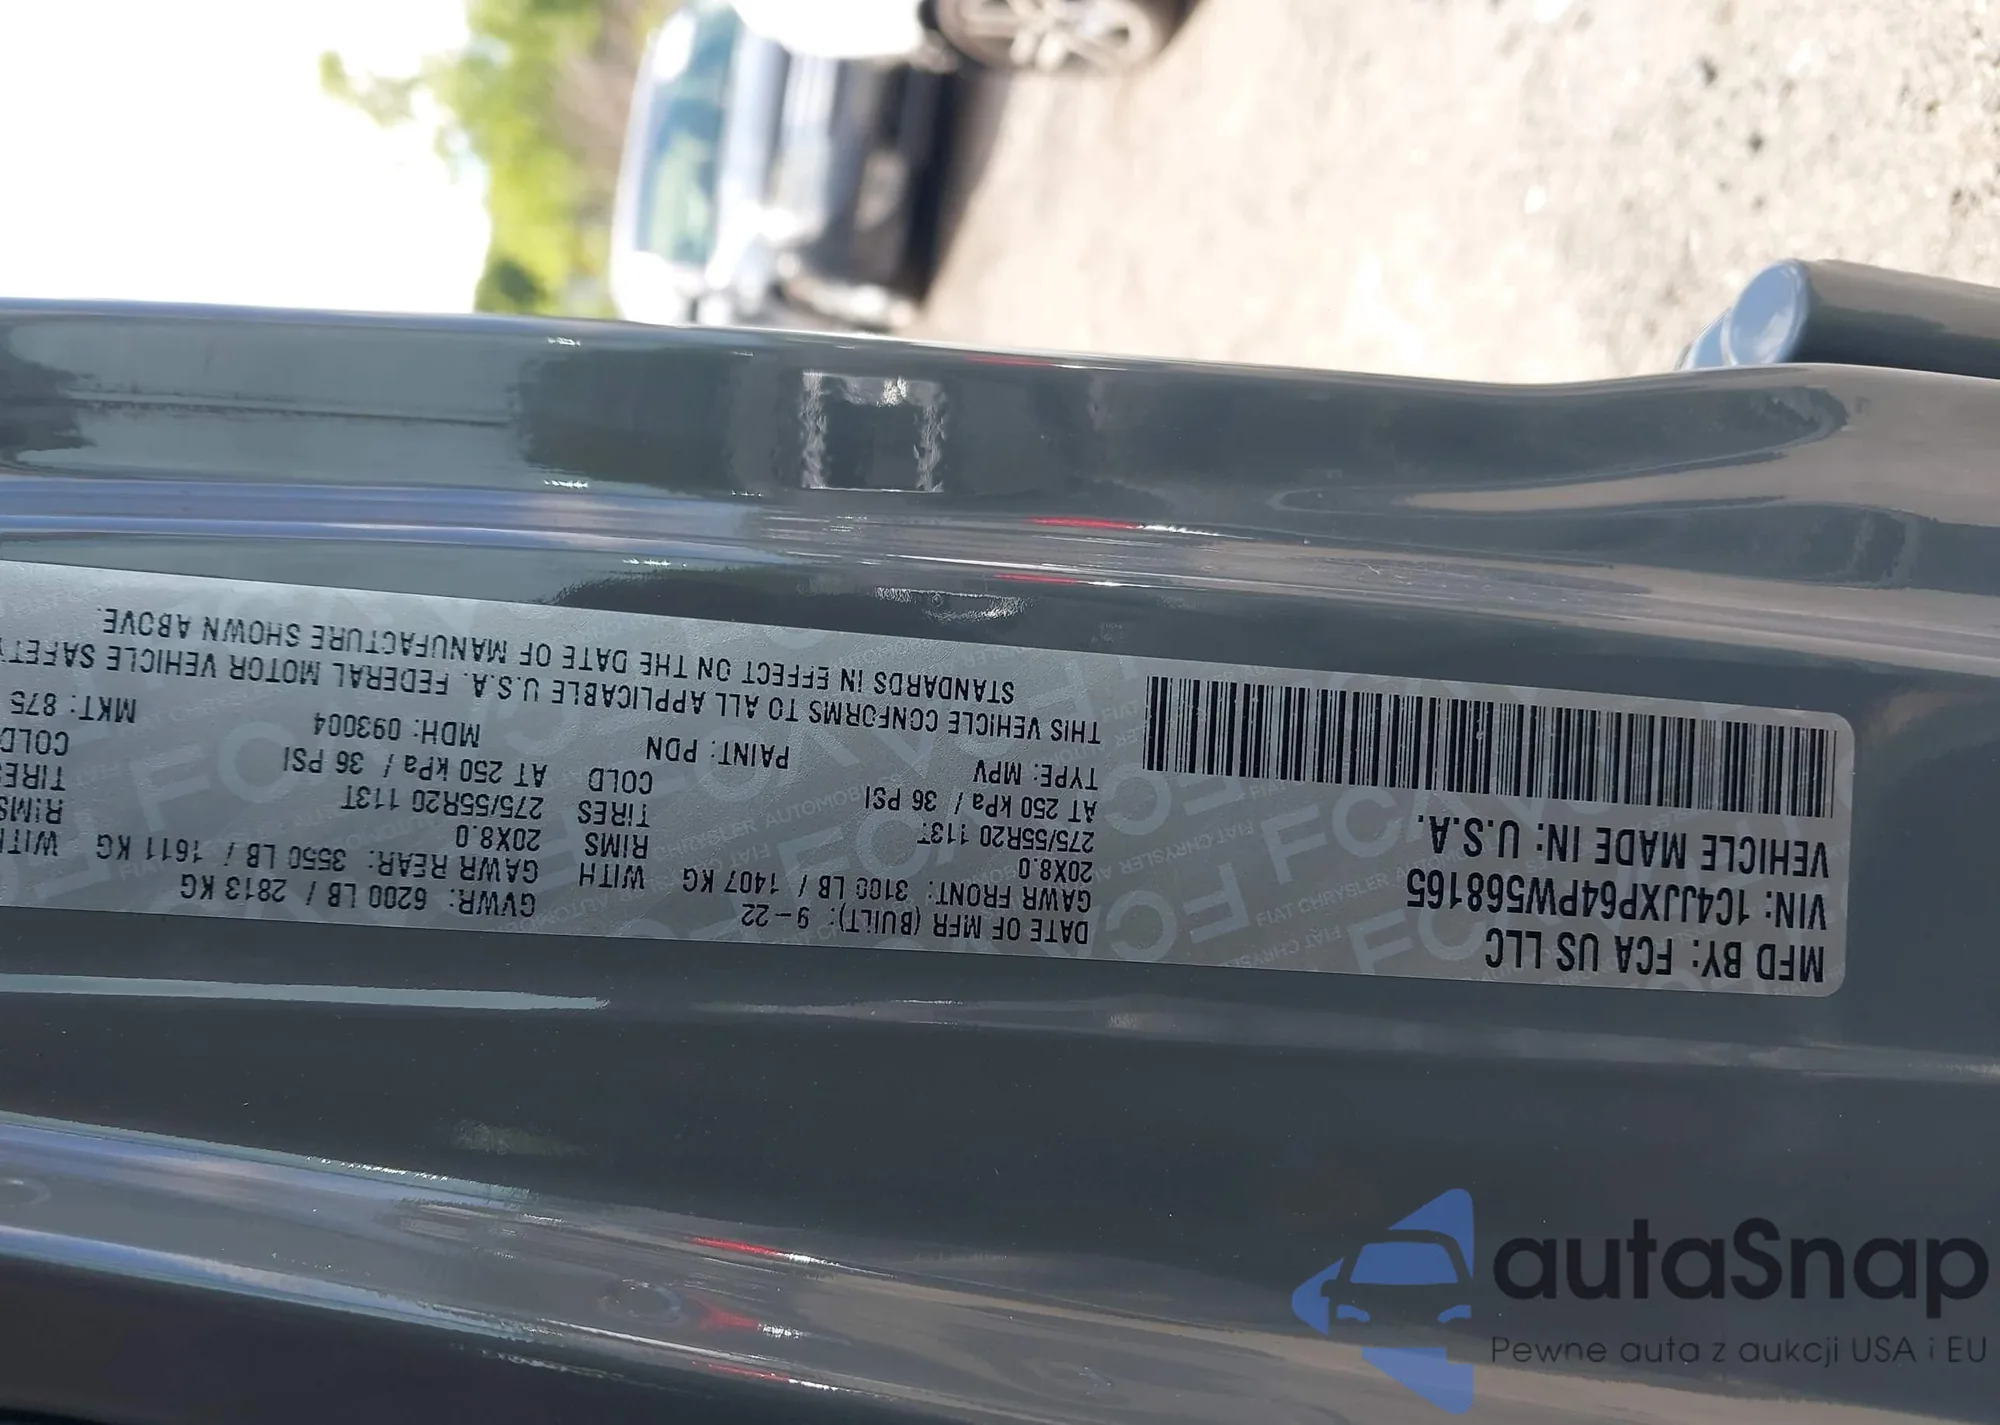 MFD BY: FCA US LLC
VIN: 1C4JJXP64PW568165
VEHICLE MADE IN: U.S.A.
DATE OF MFR (BUILT): 9-22
GVWR: 6200 LB / 2813 KG
GAWR FRONT: 3100 LB / 1407 KG WITH
GAWR REAR: 3550 LB / 1611 KG WITH
20X8.0 RIMS
20X8.0 RIMS
275/55R20 113T TIRES
275/55R20 113T TIRES
AT 250 kPa / 36 PSI COLD
AT 250 kPa / 36 PSI COLD
TYPE: MPV PAINT: PDN MDH: 093004 MKT: 875
THIS VEHICLE CONFORMS TO ALL APPLICABLE U.S.A. FEDERAL MOTOR VEHICLE SAFETY
STANDARDS IN EFFECT ON THE DATE OF MANUFACTURE SHOWN ABOVE.
autaSnap
Pewne auta z aukcji USA i EU